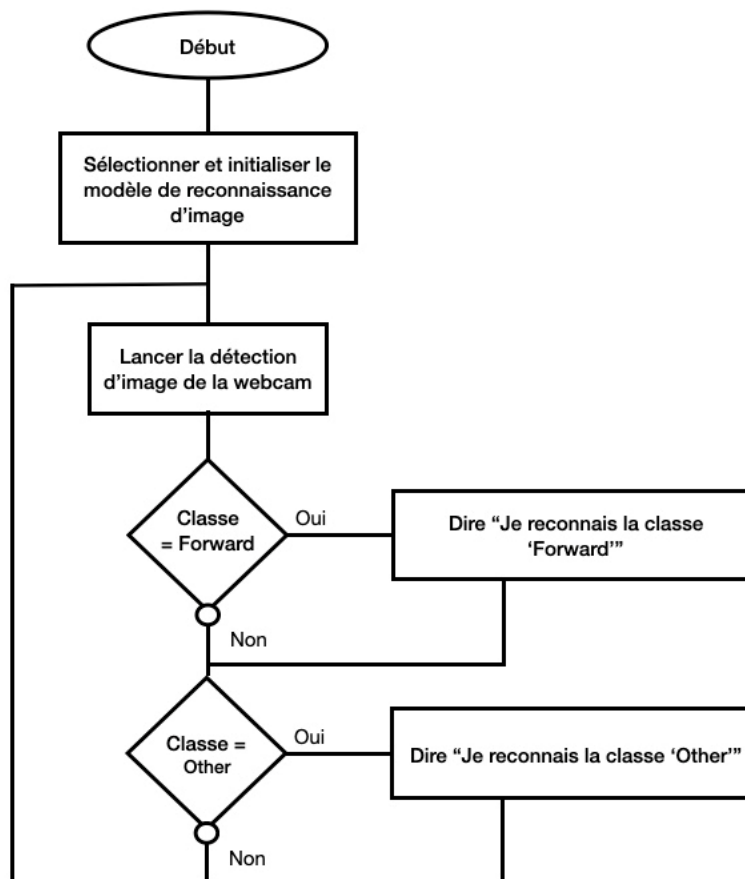 Début
Sélectionner et initialiser le
modèle de reconnaissance
d’image
Lancer la détection
d’image de la webcam
Classe
= Forward
Oui
Dire “Je reconnais la classe
‘Forward’”
Non
Classe =
Other
Oui
Dire “Je reconnais la classe ‘Other’”
Non